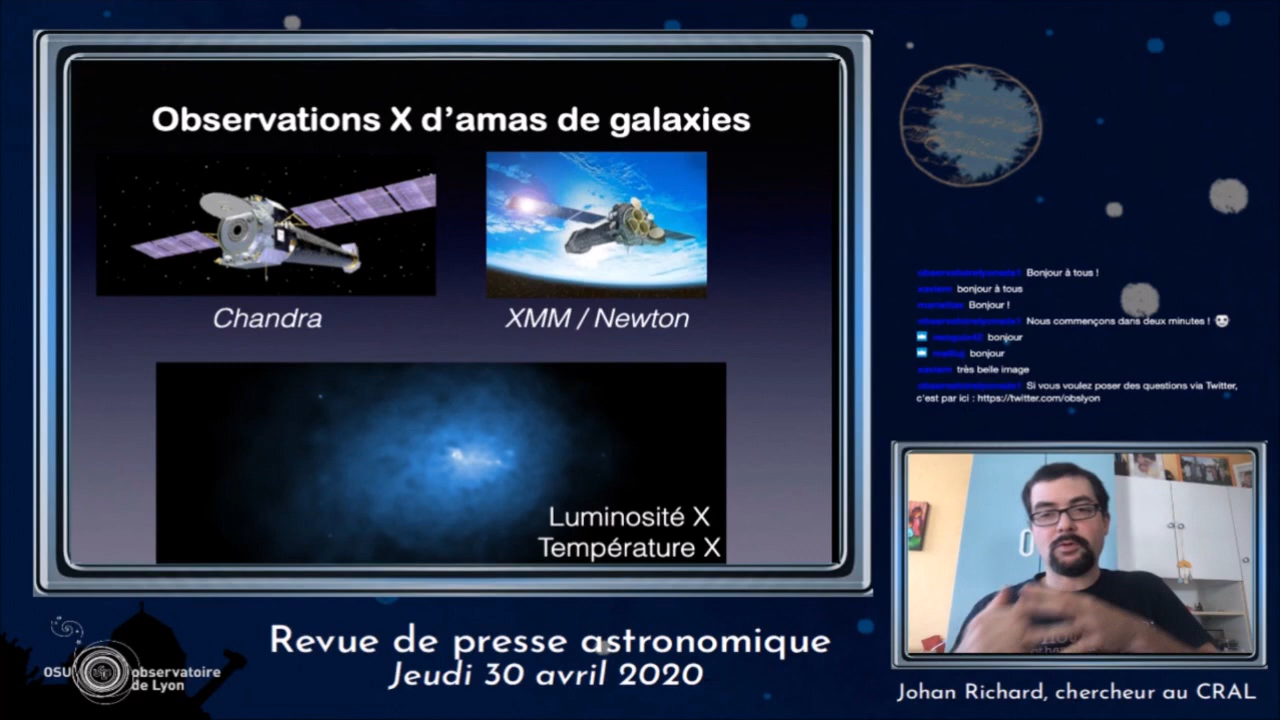 Observations X d'amas de galaxies
Chandra
XMM / Newton
Luminosité X
Température X
Bonjour à tous !
bonjour à tous
Bonjour !
Nous commençons dans deux minutes !
bonjour
bonjour
très belle image
Si vous voulez poser des questions via Twitter,
c'est par ici : https://twitter.com/obslyon
OSU
observatoire
de Lyon
Revue de presse astronomique
Jeudi 30 avril 2020
Johan Richard, chercheur au CRAL